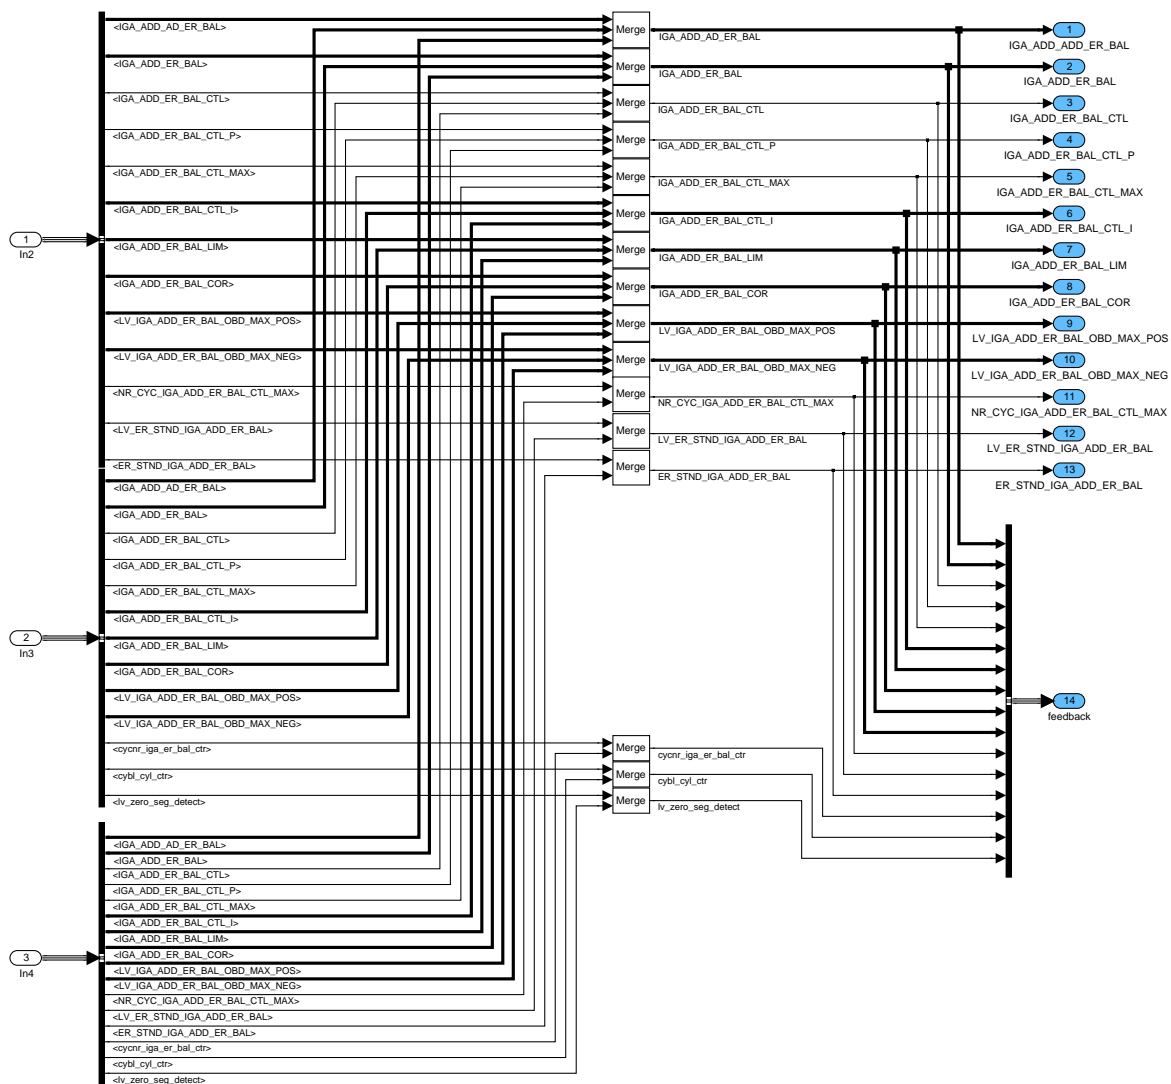 <IGA_ADD_AD_ER_BAL>
<IGA_ADD_ER_BAL>
<IGA_ADD_ER_BAL_CTL>
<IGA_ADD_ER_BAL_CTL_P>
<IGA_ADD_ER_BAL_CTL_MAX>
<IGA_ADD_ER_BAL_CTL_I>
<IGA_ADD_ER_BAL_LIM>
<IGA_ADD_ER_BAL_COR>
<LV_IGA_ADD_ER_BAL_OBD_MAX_POS>
<LV_IGA_ADD_ER_BAL_OBD_MAX_NEG>
<NR_CYC_IGA_ADD_ER_BAL_CTL_MAX>
<LV_ER_STND_IGA_ADD_ER_BAL>
<ER_STND_IGA_ADD_ER_BAL>
1
In2
<IGA_ADD_AD_ER_BAL>
<IGA_ADD_ER_BAL>
<IGA_ADD_ER_BAL_CTL>
<IGA_ADD_ER_BAL_CTL_P>
<IGA_ADD_ER_BAL_CTL_MAX>
<IGA_ADD_ER_BAL_CTL_I>
<IGA_ADD_ER_BAL_LIM>
<IGA_ADD_ER_BAL_COR>
<LV_IGA_ADD_ER_BAL_OBD_MAX_POS>
<LV_IGA_ADD_ER_BAL_OBD_MAX_NEG>
<cycnr_iga_er_bal_ctr>
<cybl_cyl_ctr>
<lv_zero_seg_detect>
2
In3
<IGA_ADD_AD_ER_BAL>
<IGA_ADD_ER_BAL>
<IGA_ADD_ER_BAL_CTL>
<IGA_ADD_ER_BAL_CTL_P>
<IGA_ADD_ER_BAL_CTL_MAX>
<IGA_ADD_ER_BAL_CTL_I>
<IGA_ADD_ER_BAL_LIM>
<IGA_ADD_ER_BAL_COR>
<LV_IGA_ADD_ER_BAL_OBD_MAX_POS>
<LV_IGA_ADD_ER_BAL_OBD_MAX_NEG>
<NR_CYC_IGA_ADD_ER_BAL_CTL_MAX>
<LV_ER_STND_IGA_ADD_ER_BAL>
<ER_STND_IGA_ADD_ER_BAL>
<cycnr_iga_er_bal_ctr>
<cybl_cyl_ctr>
<lv_zero_seg_detect>
3
In4
Merge
IGA_ADD_AD_ER_BAL
Merge
IGA_ADD_ER_BAL
Merge
IGA_ADD_ER_BAL_CTL
Merge
IGA_ADD_ER_BAL_CTL_P
Merge
IGA_ADD_ER_BAL_CTL_MAX
Merge
IGA_ADD_ER_BAL_CTL_I
Merge
IGA_ADD_ER_BAL_LIM
Merge
IGA_ADD_ER_BAL_COR
Merge
LV_IGA_ADD_ER_BAL_OBD_MAX_POS
Merge
LV_IGA_ADD_ER_BAL_OBD_MAX_NEG
Merge
NR_CYC_IGA_ADD_ER_BAL_CTL_MAX
Merge
LV_ER_STND_IGA_ADD_ER_BAL
Merge
ER_STND_IGA_ADD_ER_BAL
Merge
cycnr_iga_er_bal_ctr
Merge
cybl_cyl_ctr
Merge
lv_zero_seg_detect
1
IGA_ADD_ADD_ER_BAL
2
IGA_ADD_ER_BAL
3
IGA_ADD_ER_BAL_CTL
4
IGA_ADD_ER_BAL_CTL_P
5
IGA_ADD_ER_BAL_CTL_MAX
6
IGA_ADD_ER_BAL_CTL_I
7
IGA_ADD_ER_BAL_LIM
8
IGA_ADD_ER_BAL_COR
9
LV_IGA_ADD_ER_BAL_OBD_MAX_POS
10
LV_IGA_ADD_ER_BAL_OBD_MAX_NEG
11
NR_CYC_IGA_ADD_ER_BAL_CTL_MAX
12
LV_ER_STND_IGA_ADD_ER_BAL
13
ER_STND_IGA_ADD_ER_BAL
14
feedback